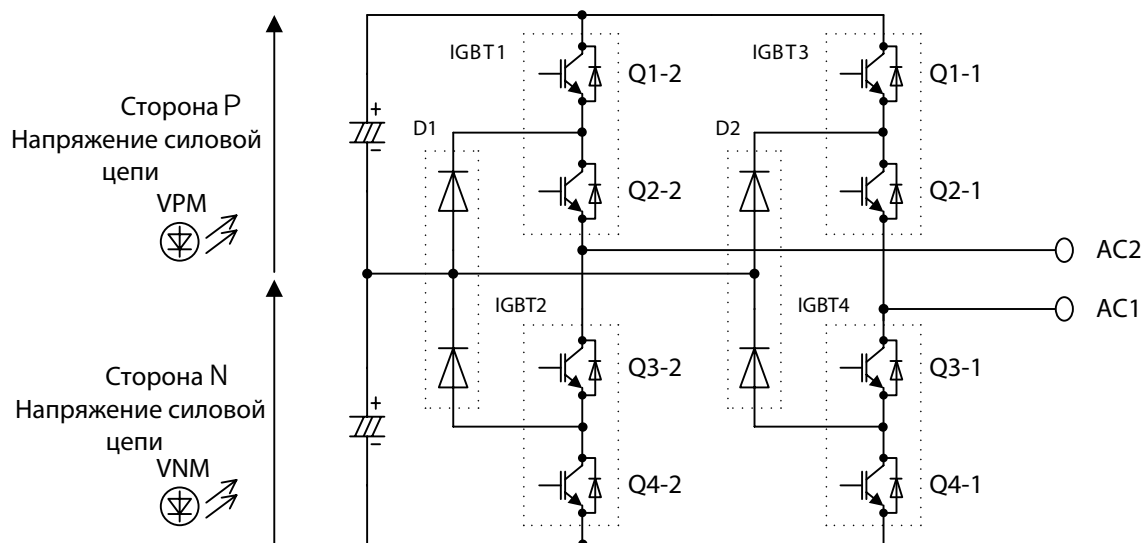 Сторона P
Напряжение силовой
цепи
VPM
+
-
IGBT1
Q1-2
D1
Q2-2
IGBT3
Q1-1
D2
Q2-1
AC2
AC1
Сторона N
Напряжение силовой
цепи
VNM
+
-
IGBT2
Q3-2
Q4-2
IGBT4
Q3-1
Q4-1